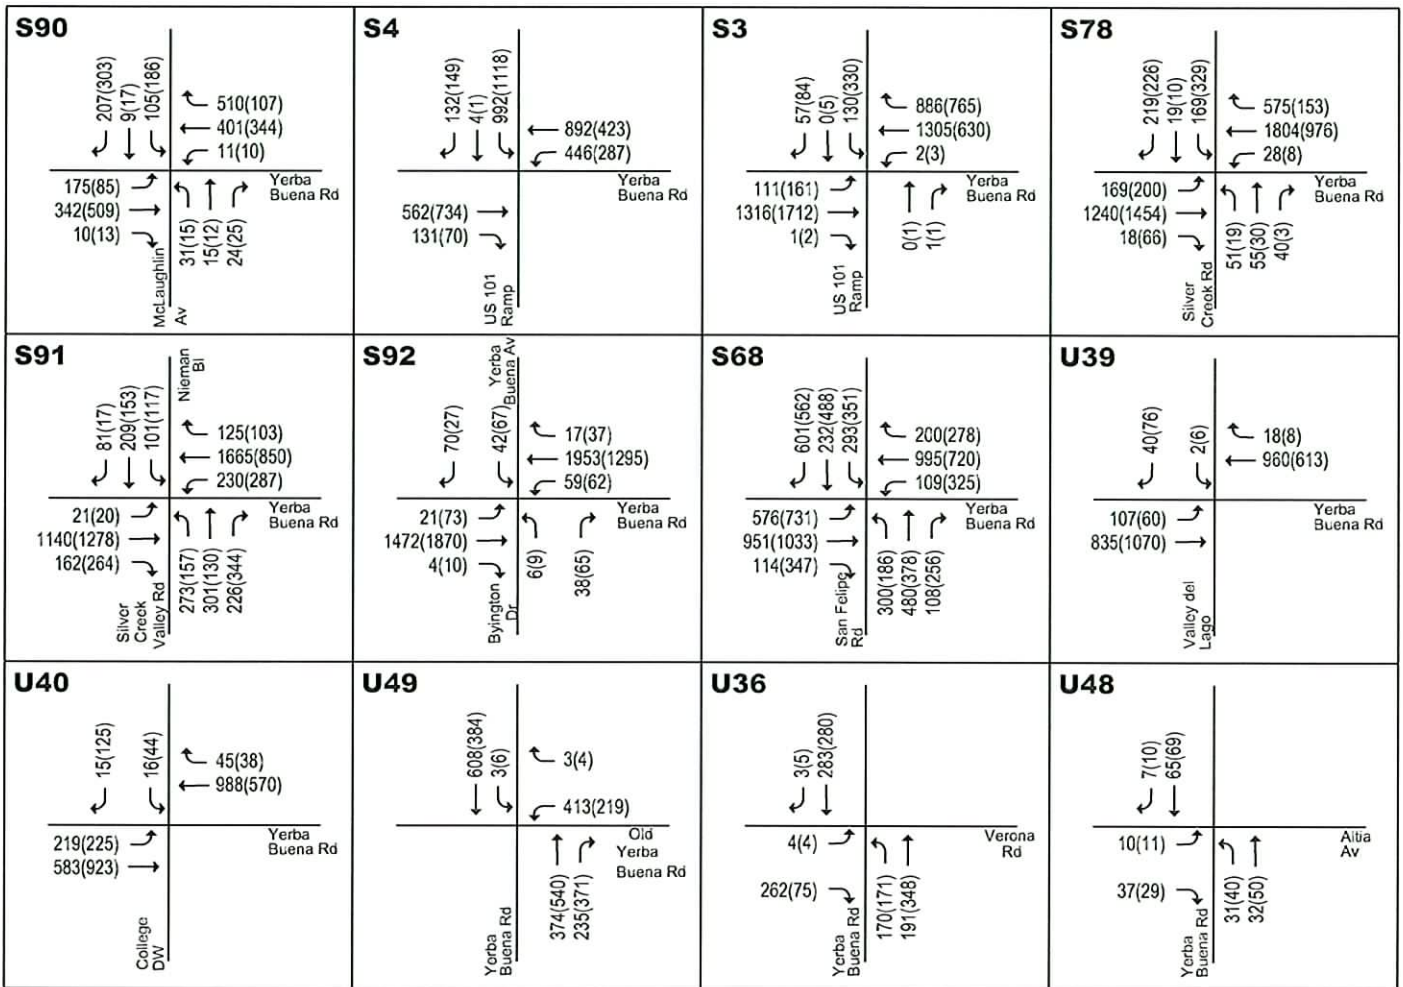 S90
207(303)
9(17)
105(186)
510(107)
401(344)
11(10)
175(85)
342(509)
10(13)
31(15)
15(12)
24(25)
Yerba
Buena Rd
McLaughlin
Av
S4
132(149)
4(1)
992(1118)
892(423)
446(287)
562(734)
131(70)
Yerba
Buena Rd
US 101
Ramp
S3
57(84)
0(5)
130(330)
886(765)
1305(630)
2(3)
111(161)
1316(1712)
1(2)
0(1)
1(1)
Yerba
Buena Rd
US 101
Ramp
S78
219(226)
19(10)
169(329)
575(153)
1804(976)
28(8)
169(200)
1240(1454)
18(66)
51(19)
55(30)
40(3)
Yerba
Buena Rd
Silver
Creek Rd
S91
Nieman
Bl
81(17)
209(153)
101(117)
125(103)
1665(850)
230(287)
21(20)
1140(1278)
162(264)
273(157)
301(130)
226(344)
Yerba
Buena Rd
Silver
Creek
Valley Rd
S92
Yerba
Buena Av
70(27)
42(67)
17(37)
1953(1295)
59(62)
21(73)
1472(1870)
4(10)
6(9)
38(65)
Yerba
Buena Rd
Byington
Dr
S68
601(562)
232(488)
293(351)
200(278)
995(720)
109(325)
576(731)
951(1033)
114(347)
300(186)
480(378)
108(256)
Yerba
Buena Rd
San Felipe
Rd
U39
40(76)
2(6)
18(8)
960(613)
107(60)
835(1070)
Yerba
Buena Rd
Valley del
Lago
U40
15(125)
16(44)
45(38)
988(570)
219(225)
583(923)
Yerba
Buena Rd
College
DW
U49
608(384)
3(6)
3(4)
413(219)
374(540)
235(371)
Old
Yerba
Buena Rd
Yerba
Buena Rd
U36
3(5)
283(280)
4(4)
262(75)
170(171)
191(348)
Verona
Rd
Yerba
Buena Rd
U48
7(10)
65(69)
10(11)
37(29)
31(40)
32(50)
Altia
Av
Yerba
Buena Rd